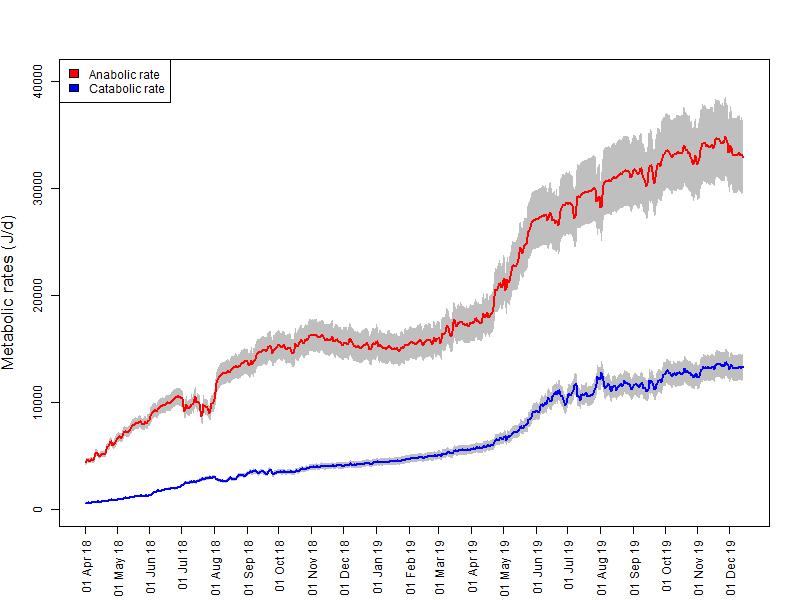 Anabolic rate
Catabolic rate
Metabolic rates (J/d)
40000
30000
20000
10000
0
01 Apr 18
01 May 18
01 Jun 18
01 Jul 18
01 Aug 18
01 Sep 18
01 Oct 18
01 Nov 18
01 Dec 18
01 Jan 19
01 Feb 19
01 Mar 19
01 Apr 19
01 May 19
01 Jun 19
01 Jul 19
01 Aug 19
01 Sep 19
01 Oct 19
01 Nov 19
01 Dec 19